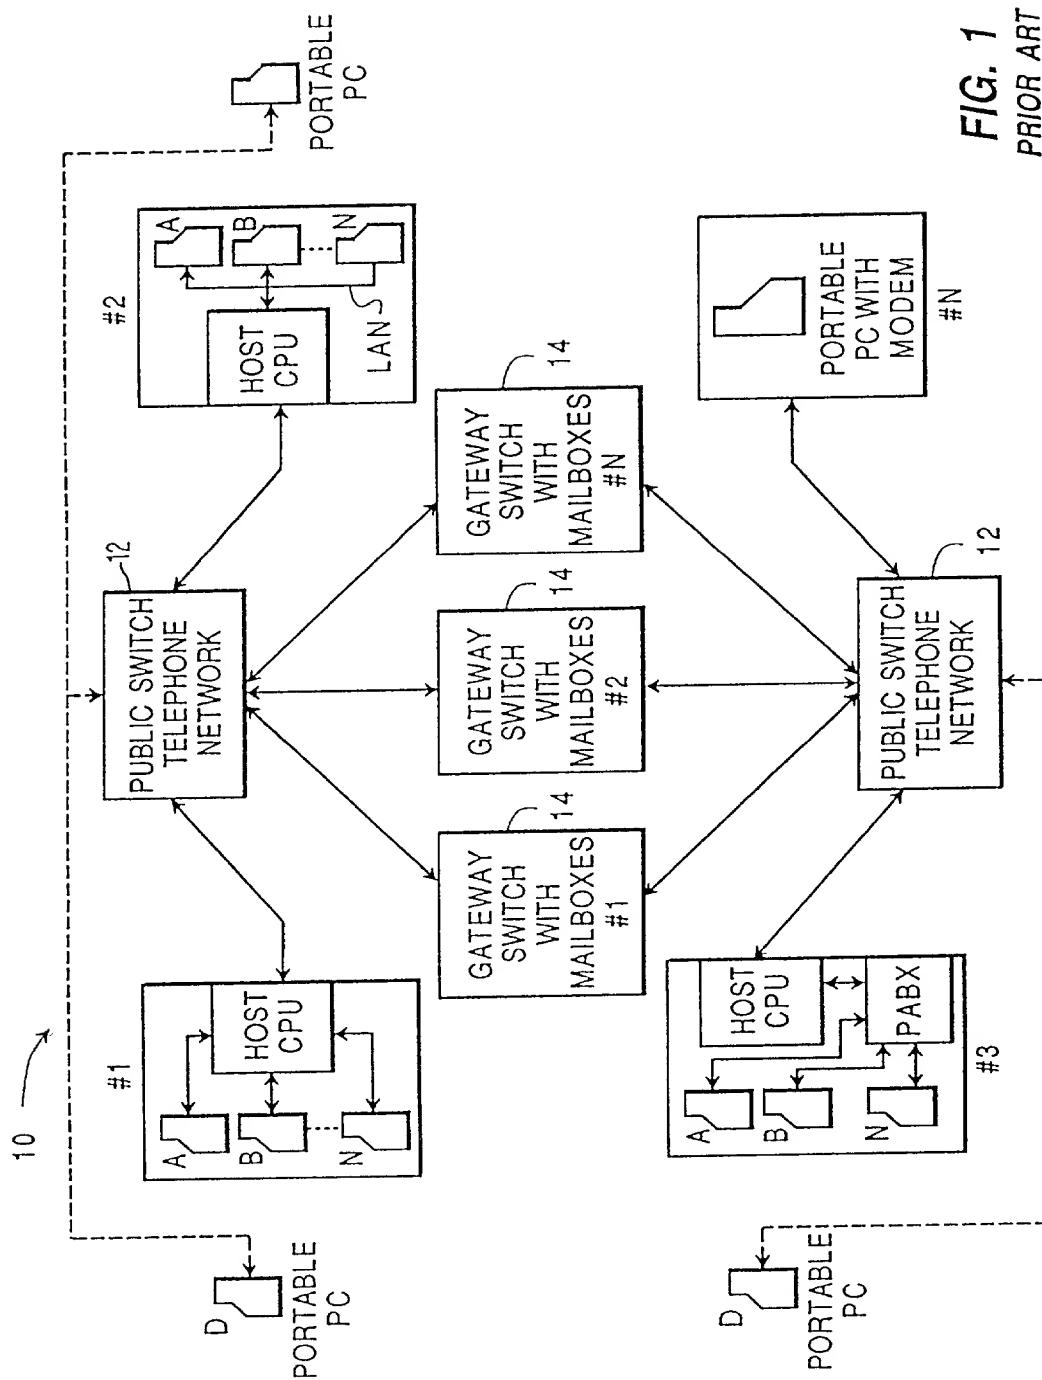 10
PORTABLE
PC
#2
A
B
N
HOST
CPU
LAN
12
PUBLIC SWITCH
TELEPHONE
NETWORK
#1
A
B
N
HOST
CPU
D
PORTABLE
PC
14
GATEWAY
SWITCH
WITH
MAILBOXES
#1
14
GATEWAY
SWITCH
WITH
MAILBOXES
#2
14
GATEWAY
SWITCH
WITH
MAILBOXES
#N
HOST
CPU
PABX
A
B
N
#3
D
PORTABLE
PC
12
PUBLIC SWITCH
TELEPHONE
NETWORK
PORTABLE
PC WITH
MODEM
#N
FIG. 1
PRIOR ART